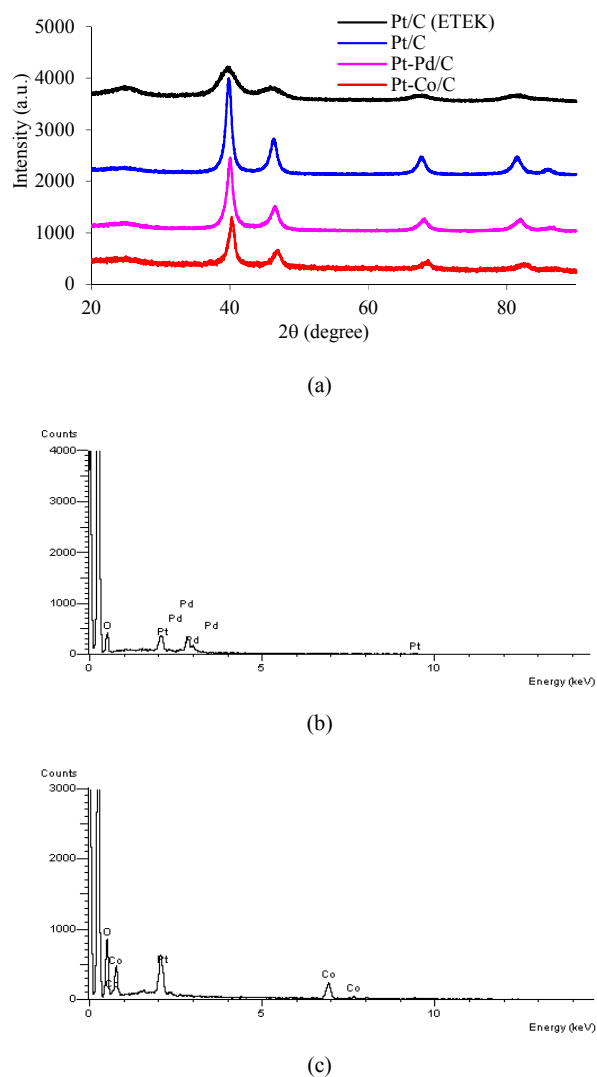 Pt/C (ETEK)
Pt/C
Pt-Pd/C
Pt-Co/C
Intensity (a.u.)
5000
4000
3000
2000
1000
0
20 40 60 80
2θ (degree)
(a)
Counts
4000
3000
2000
1000
0
O Pt Pd Pd Pd Pd Pt
0 5 10
Energy (keV)
(b)
Counts
3000
2000
1000
0
O Co Pt Co Co
0 5 10
Energy (keV)
(c)